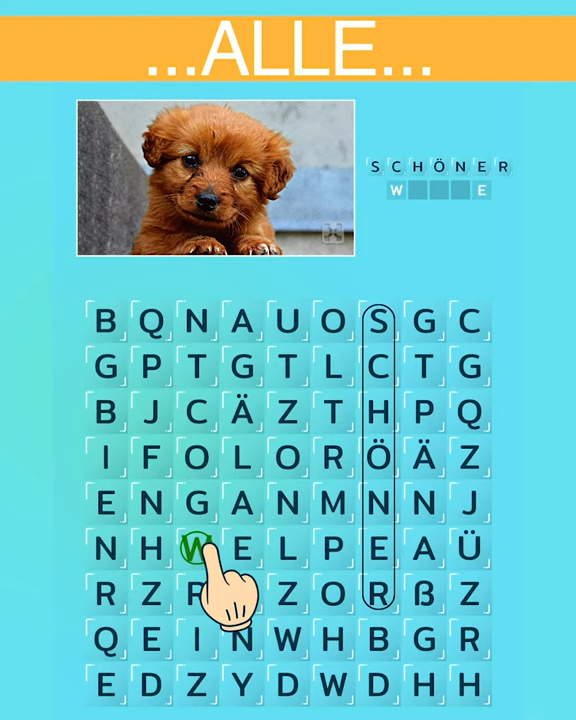 ...ALLE...
SCHÖNER
W E
B Q N A U O S G C
G P T G T L C T G
B J C Ä Z T H P Q
I F O L O R Ö Ä Z
E N G A N M N N J
N H W E L P E A Ü
R Z Z O R ß Z
Q E I N W H B G R
E D Z Y D W D H H